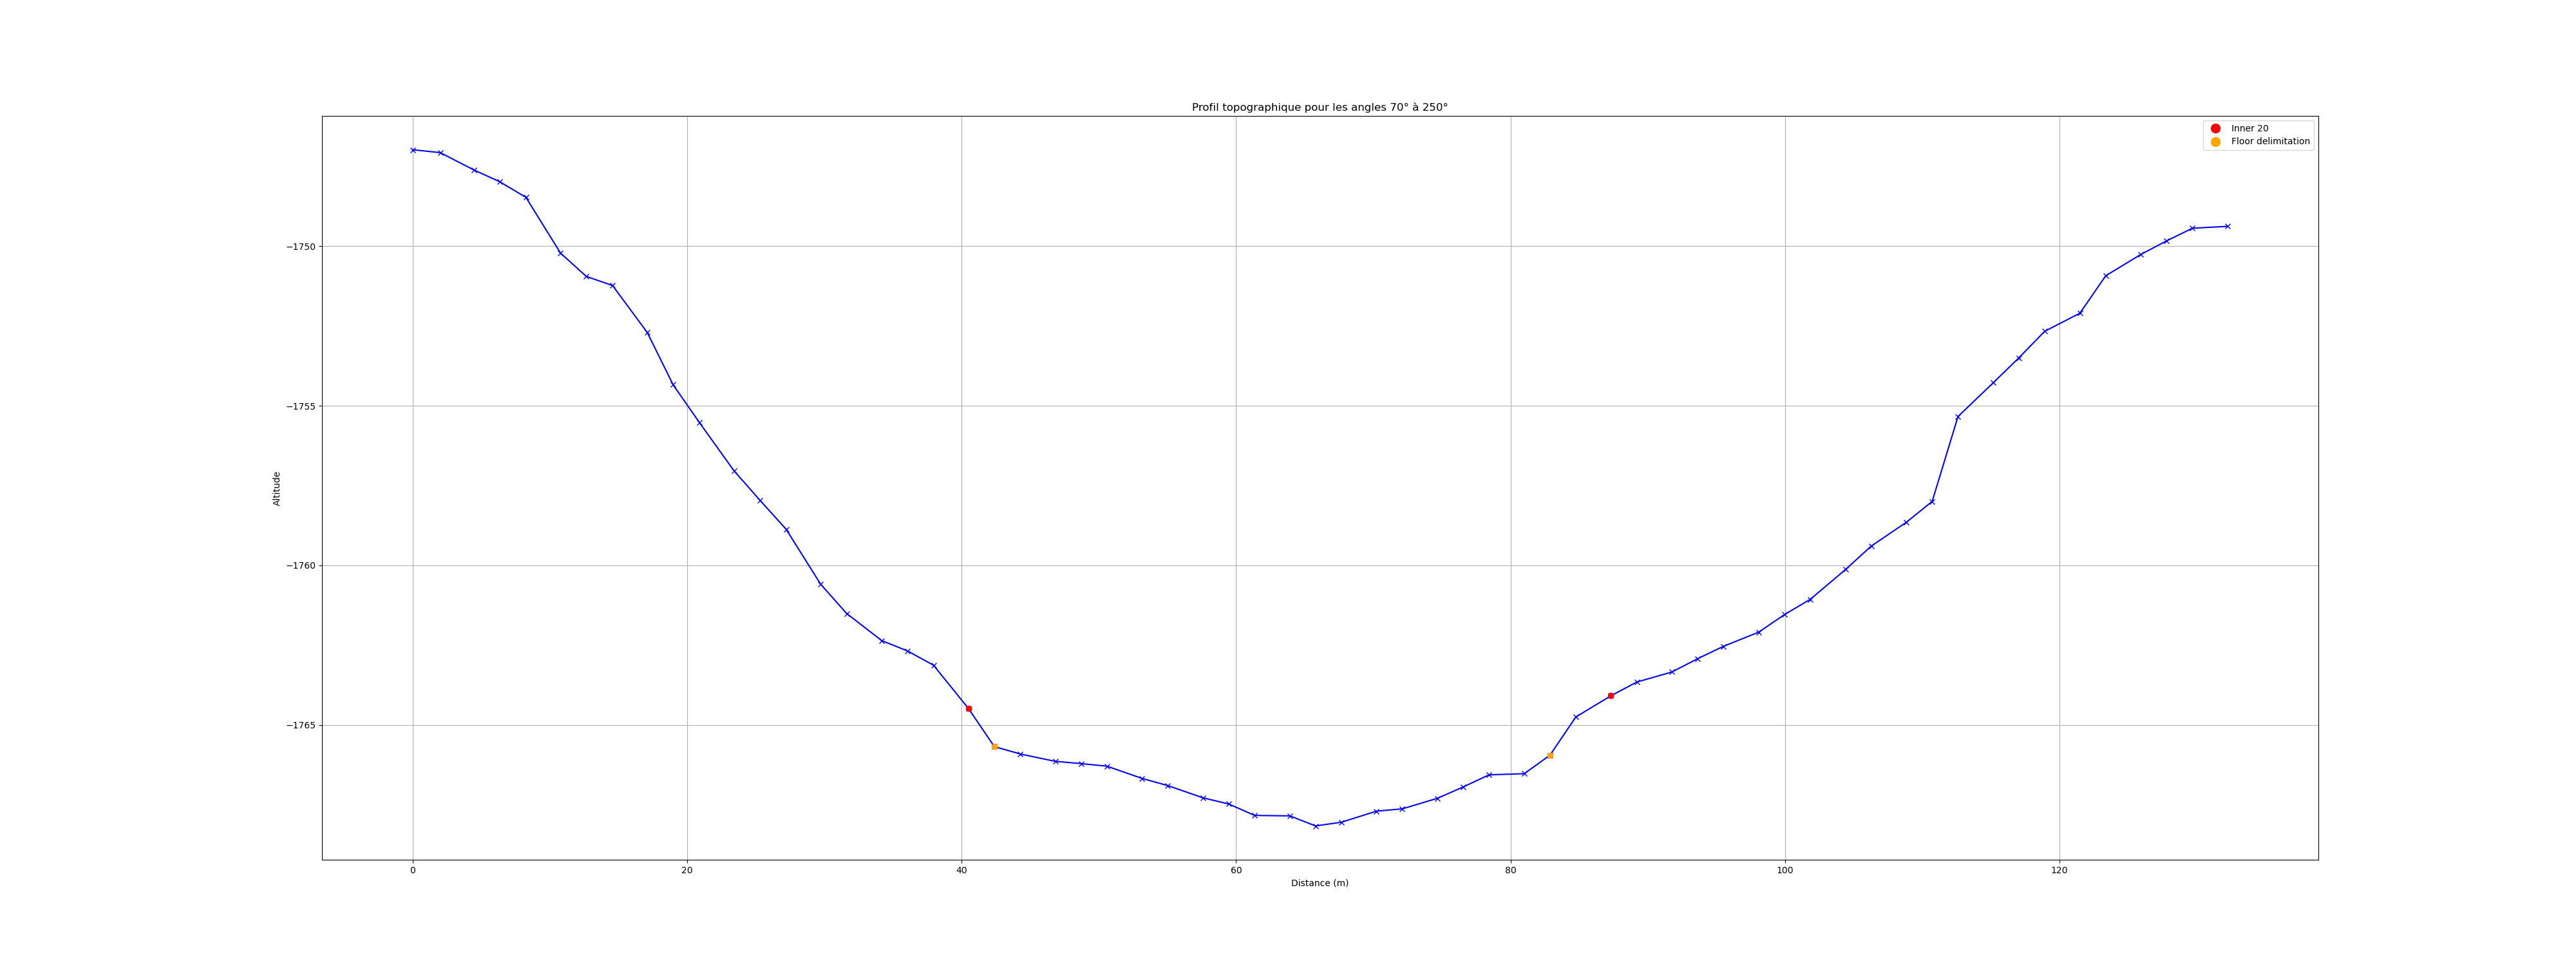 Profil topographique pour les angles 70° à 250°
Inner 20
Floor delimitation
−1750
−1755
−1760
−1765
Altitude
0 20 40 60 80 100 120
Distance (m)